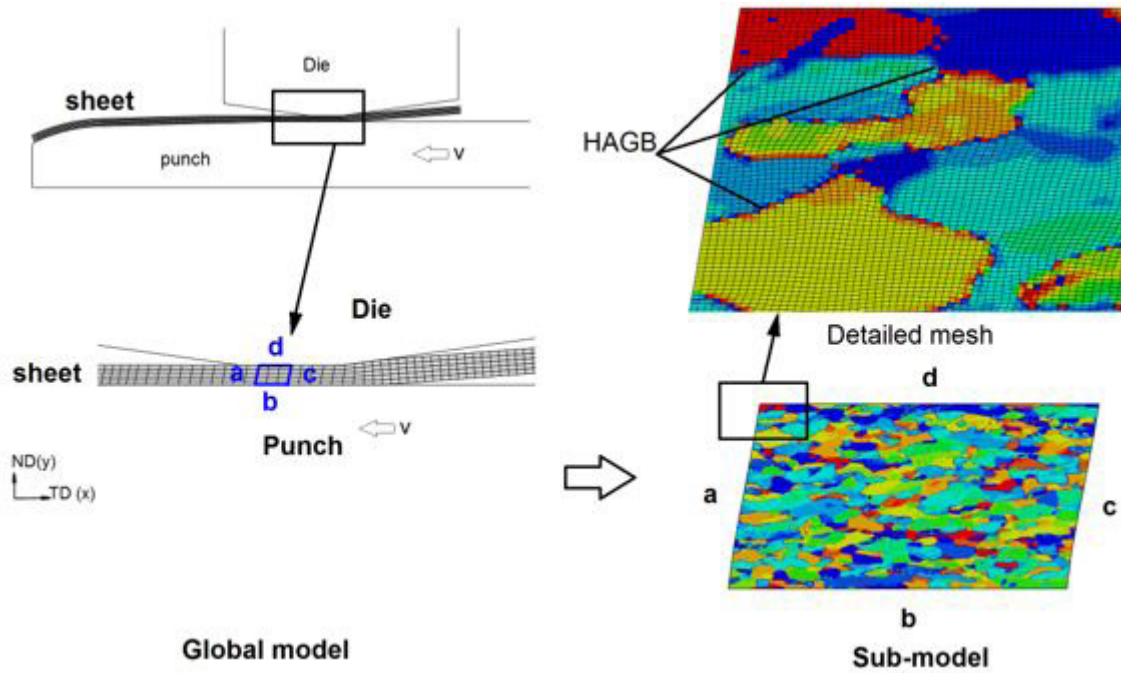 Die
sheet
punch
v
HAGB
Detailed mesh
Die
d
sheet
a
c
b
v
Punch
ND(y)
TD (x)
d
a
c
b
Global model
Sub-model